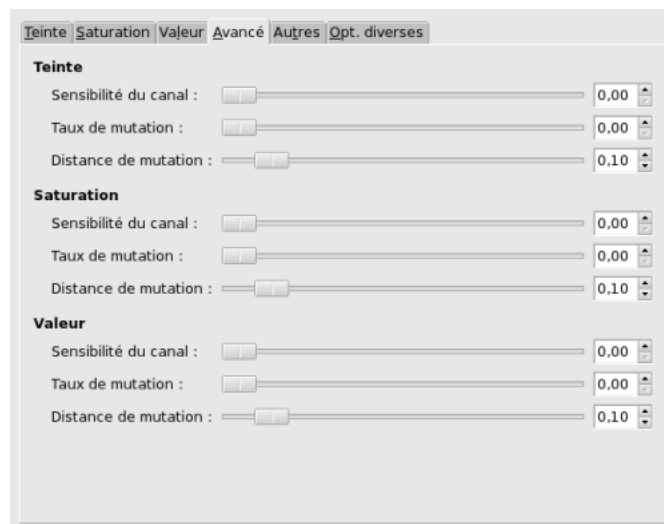 Teinte Saturation Valeur Avancé Autres Opt. diverses
Teinte
Sensibilité du canal : 0,00
Taux de mutation : 0,00
Distance de mutation : 0,10
Saturation
Sensibilité du canal : 0,00
Taux de mutation : 0,00
Distance de mutation : 0,10
Valeur
Sensibilité du canal : 0,00
Taux de mutation : 0,00
Distance de mutation : 0,10